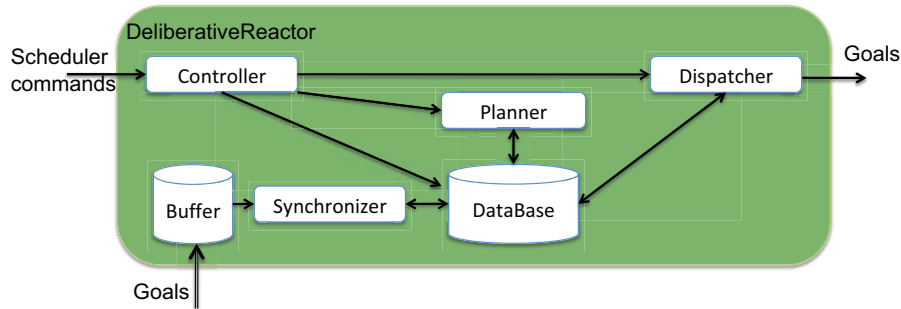 DeliberativeReactor
Scheduler
commands
Controller
Dispatcher
Goals
Planner
Buffer
Synchronizer
DataBase
Goals